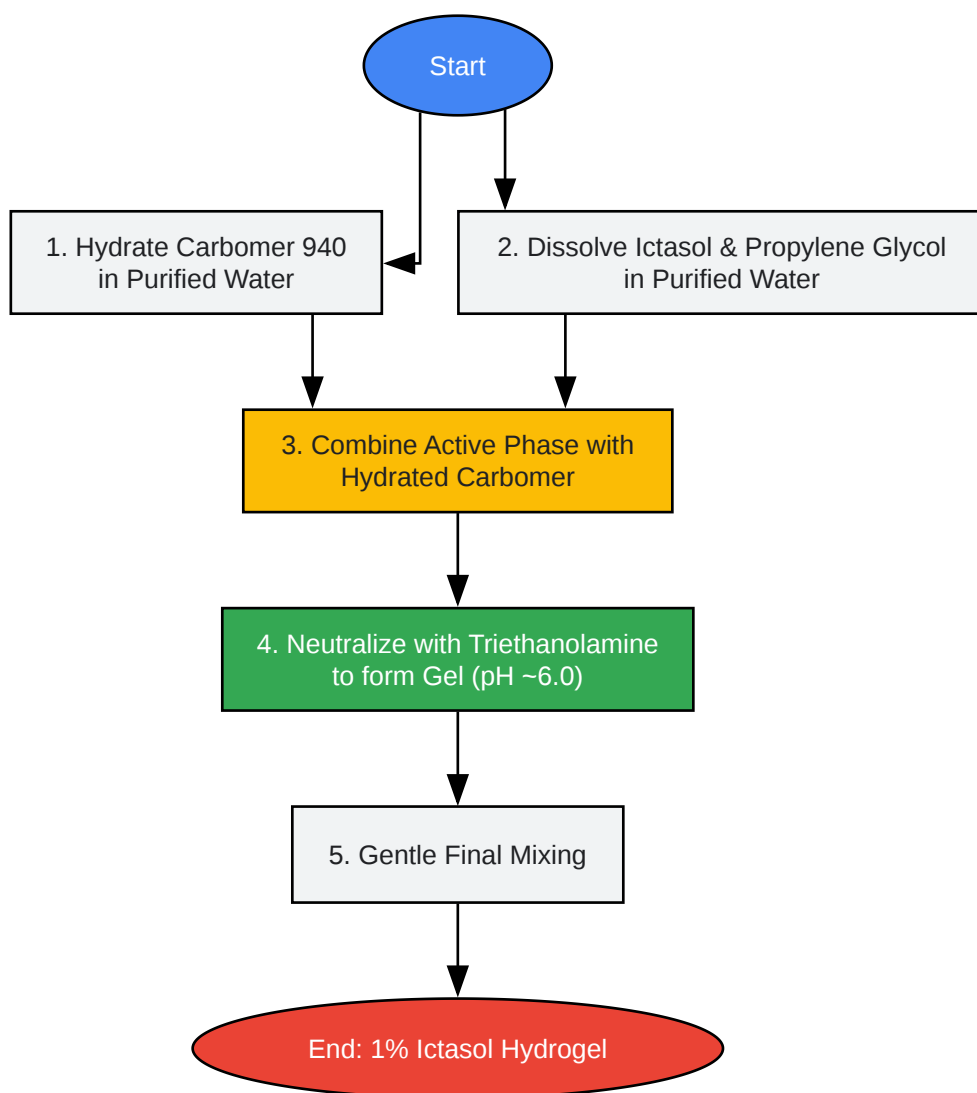 Start
1. Hydrate Carbomer 940
in Purified Water
2. Dissolve Ictasol & Propylene Glycol
in Purified Water
3. Combine Active Phase with
Hydrated Carbomer
4. Neutralize with Triethanolamine
to form Gel (pH ~6.0)
5. Gentle Final Mixing
End: 1% Ictasol Hydrogel